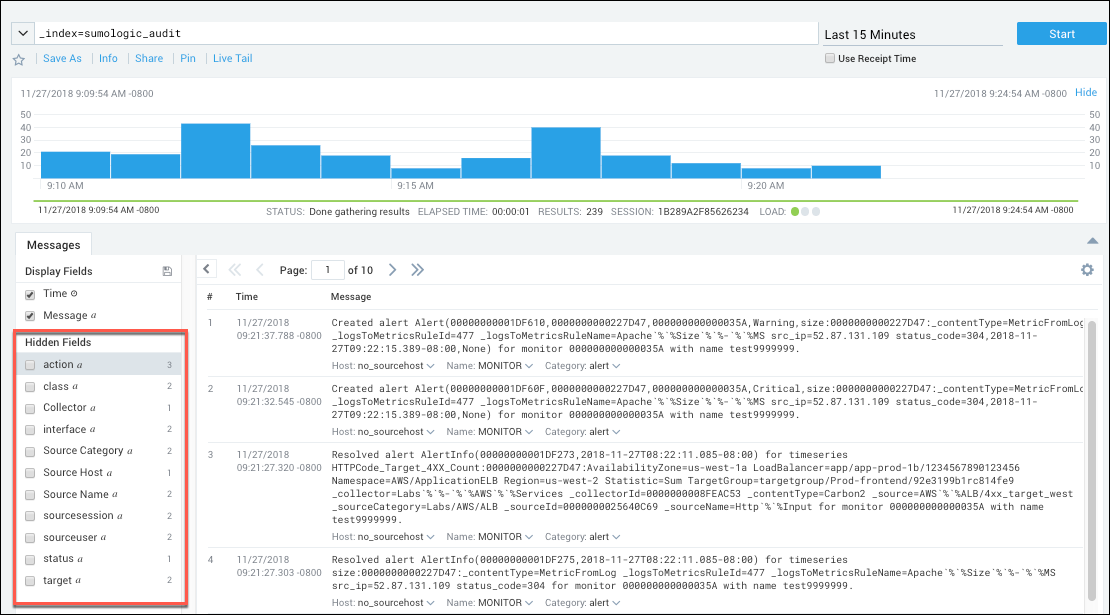 _index=sumologic_audit
Last 15 Minutes
Start
Save As
Info
Share
Pin
Live Tail
Use Receipt Time
11/27/2018 9:09:54 AM -0800
11/27/2018 9:24:54 AM -0800
Hide
50
40
30
20
10
50
40
30
20
10
9:10 AM
9:15 AM
9:20 AM
11/27/2018 9:09:54 AM -0800
STATUS: Done gathering results ELAPSED TIME: 00:00:01 RESULTS: 239 SESSION: 1B289A2F85626234 LOAD:
11/27/2018 9:24:54 AM -0800
Messages
Display Fields
Time
Message a
Hidden Fields
action a 3
class a 2
Collector a 1
interface a 2
Source Category a 2
Source Host a 1
Source Name a 2
sourcesession a 2
sourceuser a 2
status a 1
target a 2
Page: 1 of 10
# Time Message
1
11/27/2018
09:21:37.788 -0800
Created alert Alert(00000000001DF610,0000000000227D47,000000000000035A,Warning,size:0000000000227D47:_contentType=MetricFromLog
_logsToMetricsRuleId=477 _logsToMetricsRuleName=Apache`%`%Size`%`%-`%`%MS src_ip=52.87.131.109 status_code=304,2018-11-
27T09:22:15.389-08:00,None) for monitor 000000000000035A with name test9999999.
Host: no_sourcehost Name: MONITOR Category: alert
2
11/27/2018
09:21:32.545 -0800
Created alert Alert(00000000001DF60F,0000000000227D47,000000000000035A,Critical,size:0000000000227D47:_contentType=MetricFromLo
_logsToMetricsRuleId=477 _logsToMetricsRuleName=Apache`%`%Size`%`%-`%`%MS src_ip=52.87.131.109 status_code=304,2018-11-
27T09:22:15.389-08:00,None) for monitor 000000000000035A with name test9999999.
Host: no_sourcehost Name: MONITOR Category: alert
3
11/27/2018
09:21:27.320 -0800
Resolved alert AlertInfo(00000000001DF273,2018-11-27T08:22:11.085-08:00) for timeseries
HTTPCode_Target_4XX_Count:0000000000227D47:AvailabilityZone=us-west-1a LoadBalancer=app/app-prod-1b/1234567890123456
Namespace=AWS/ApplicationELB Region=us-west-2 Statistic=Sum TargetGroup=targetgroup/Prod-frontend/92e3199b1rc814fe9
_collector=Labs`%`%-`%`%AWS`%`%Services _collectorId=0000000008FEAC53 _contentType=Carbon2 _source=AWS`%`%ALB/4xx_target_west
_sourceCategory=Labs/AWS/ALB _sourceId=0000000025640C69 _sourceName=Http`%`%Input for monitor 000000000000035A with name
test9999999.
Host: no_sourcehost Name: MONITOR Category: alert
4
11/27/2018
09:21:27.303 -0800
Resolved alert AlertInfo(00000000001DF275,2018-11-27T08:22:11.085-08:00) for timeseries
size:0000000000227D47:_contentType=MetricFromLog _logsToMetricsRuleId=477 _logsToMetricsRuleName=Apache`%`%Size`%`%-`%`%MS
src_ip=52.87.131.109 status_code=304 for monitor 000000000000035A with name test9999999.
Host: no_sourcehost Name: MONITOR Category: alert